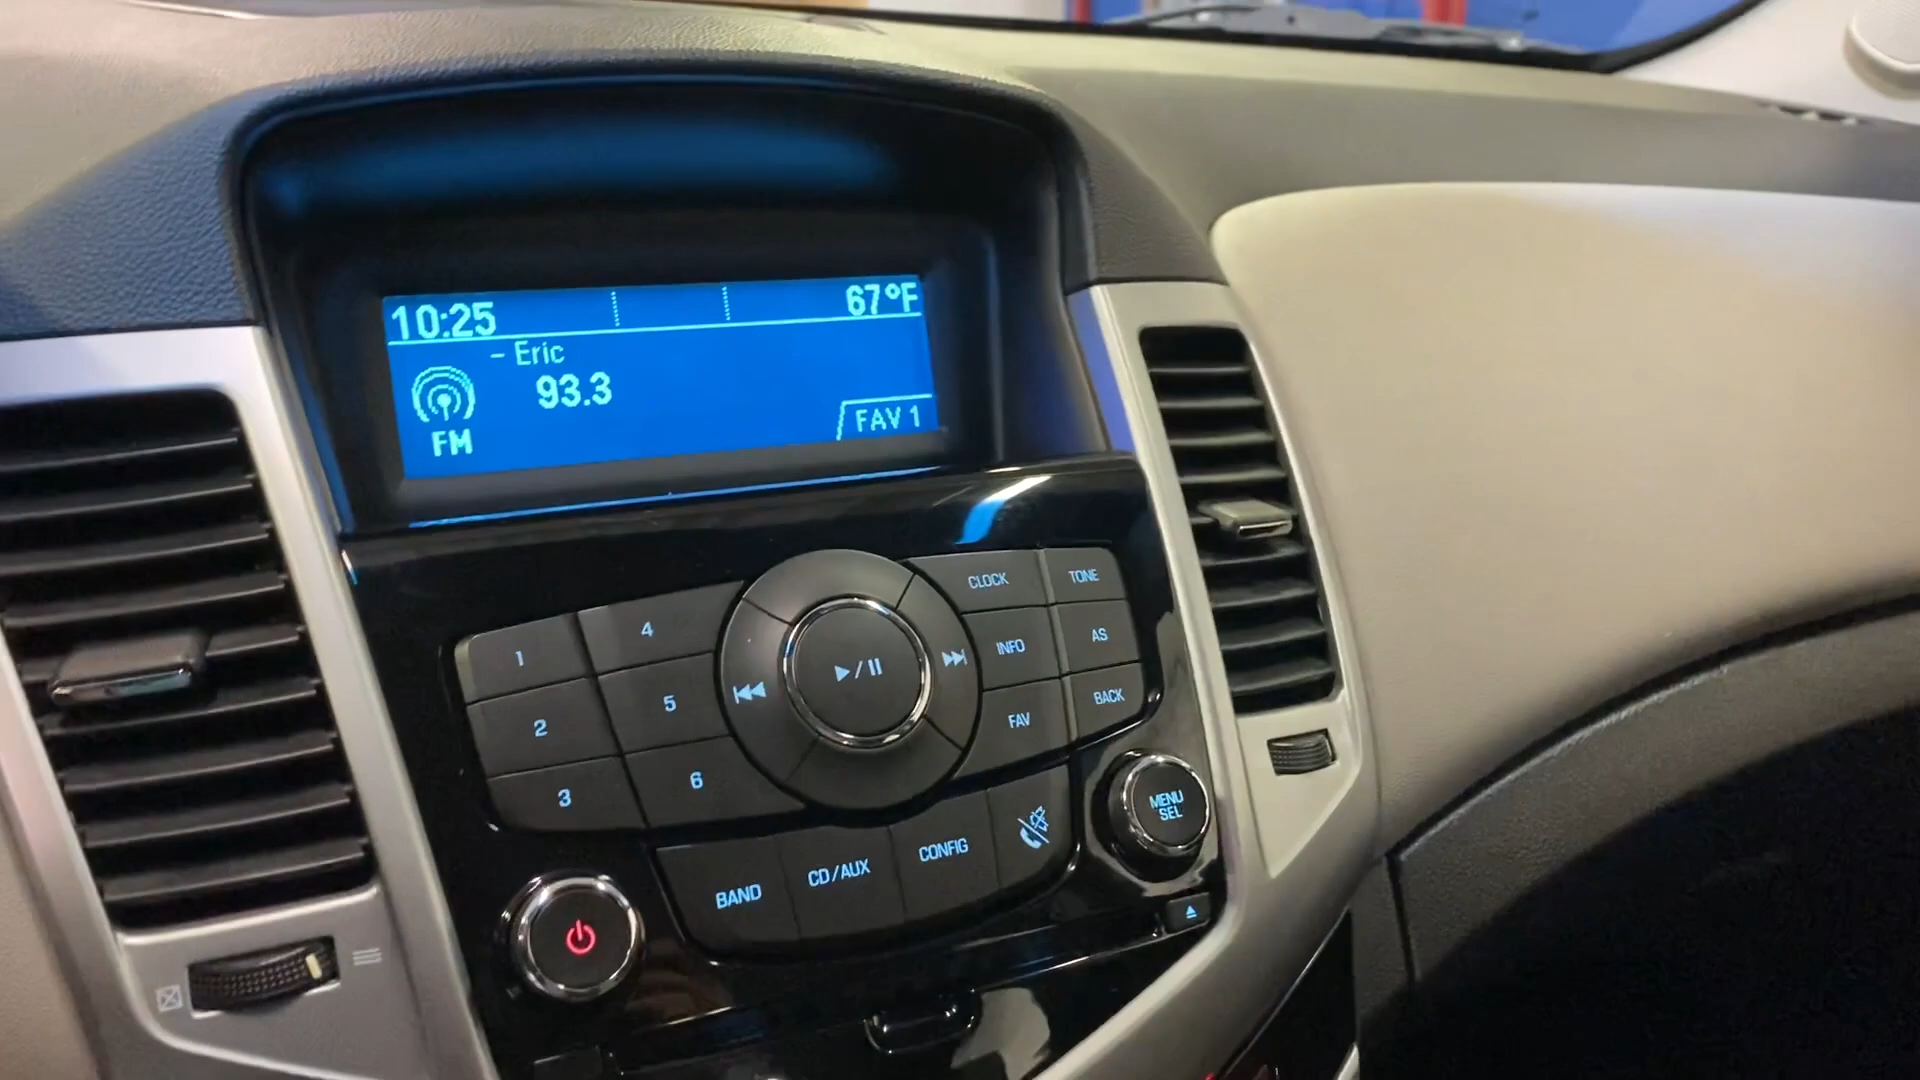 10:25 67°F
- Eric
93.3
FM
FAV 1
1 4
2 5
3 6
CLOCK TONE
INFO AS
FAV BACK
BAND CD/AUX CONFIG
MENU
SEL